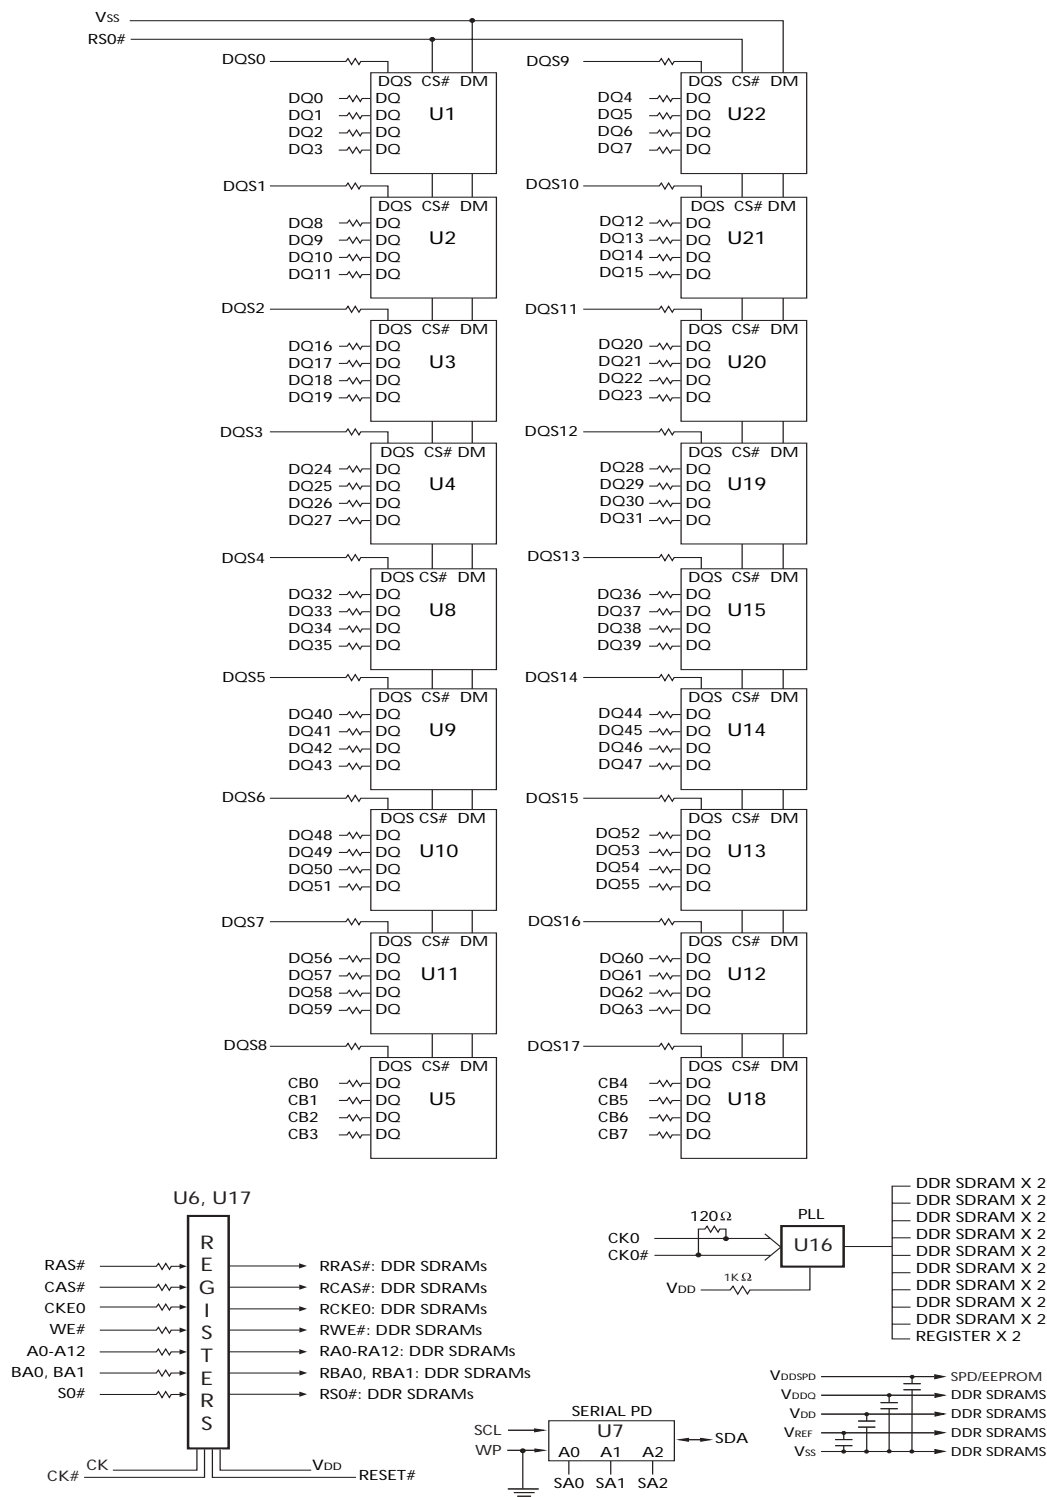 Vss
RS0#
DQS0
DQS CS# DM
U1
DQ0 DQ
DQ1 DQ
DQ2 DQ
DQ3 DQ
DQS9
DQS CS# DM
U22
DQ4 DQ
DQ5 DQ
DQ6 DQ
DQ7 DQ
DQS1
DQS CS# DM
U2
DQ8 DQ
DQ9 DQ
DQ10 DQ
DQ11 DQ
DQS10
DQS CS# DM
U21
DQ12 DQ
DQ13 DQ
DQ14 DQ
DQ15 DQ
DQS2
DQS CS# DM
U3
DQ16 DQ
DQ17 DQ
DQ18 DQ
DQ19 DQ
DQS11
DQS CS# DM
U20
DQ20 DQ
DQ21 DQ
DQ22 DQ
DQ23 DQ
DQS3
DQS CS# DM
U4
DQ24 DQ
DQ25 DQ
DQ26 DQ
DQ27 DQ
DQS12
DQS CS# DM
U19
DQ28 DQ
DQ29 DQ
DQ30 DQ
DQ31 DQ
DQS4
DQS CS# DM
U8
DQ32 DQ
DQ33 DQ
DQ34 DQ
DQ35 DQ
DQS13
DQS CS# DM
U15
DQ36 DQ
DQ37 DQ
DQ38 DQ
DQ39 DQ
DQS5
DQS CS# DM
U9
DQ40 DQ
DQ41 DQ
DQ42 DQ
DQ43 DQ
DQS14
DQS CS# DM
U14
DQ44 DQ
DQ45 DQ
DQ46 DQ
DQ47 DQ
DQS6
DQS CS# DM
U10
DQ48 DQ
DQ49 DQ
DQ50 DQ
DQ51 DQ
DQS15
DQS CS# DM
U13
DQ52 DQ
DQ53 DQ
DQ54 DQ
DQ55 DQ
DQS7
DQS CS# DM
U11
DQ56 DQ
DQ57 DQ
DQ58 DQ
DQ59 DQ
DQS16
DQS CS# DM
U12
DQ60 DQ
DQ61 DQ
DQ62 DQ
DQ63 DQ
DQS8
DQS CS# DM
U5
CB0 DQ
CB1 DQ
CB2 DQ
CB3 DQ
DQS17
DQS CS# DM
U18
CB4 DQ
CB5 DQ
CB6 DQ
CB7 DQ
U6, U17
REGISTERS
RAS# RRAS#: DDR SDRAMs
CAS# RCAS#: DDR SDRAMs
CKE0 RCKE0: DDR SDRAMs
WE# RWE#: DDR SDRAMs
A0-A12 RA0-RA12: DDR SDRAMs
BA0, BA1 RBA0, RBA1: DDR SDRAMs
S0# RS0#: DDR SDRAMs
CK VDD
CK# RESET#
120Ω PLL
CK0
CK0#
U16
VDD 1KΩ
DDR SDRAM X 2
DDR SDRAM X 2
DDR SDRAM X 2
DDR SDRAM X 2
DDR SDRAM X 2
DDR SDRAM X 2
DDR SDRAM X 2
DDR SDRAM X 2
DDR SDRAM X 2
REGISTER X 2
SERIAL PD
SCL U7 SDA
WP A0 A1 A2
SA0 SA1 SA2
VDDSPD SPD/EEPROM
VDDQ DDR SDRAMS
VDD DDR SDRAMS
VREF DDR SDRAMS
Vss DDR SDRAMS